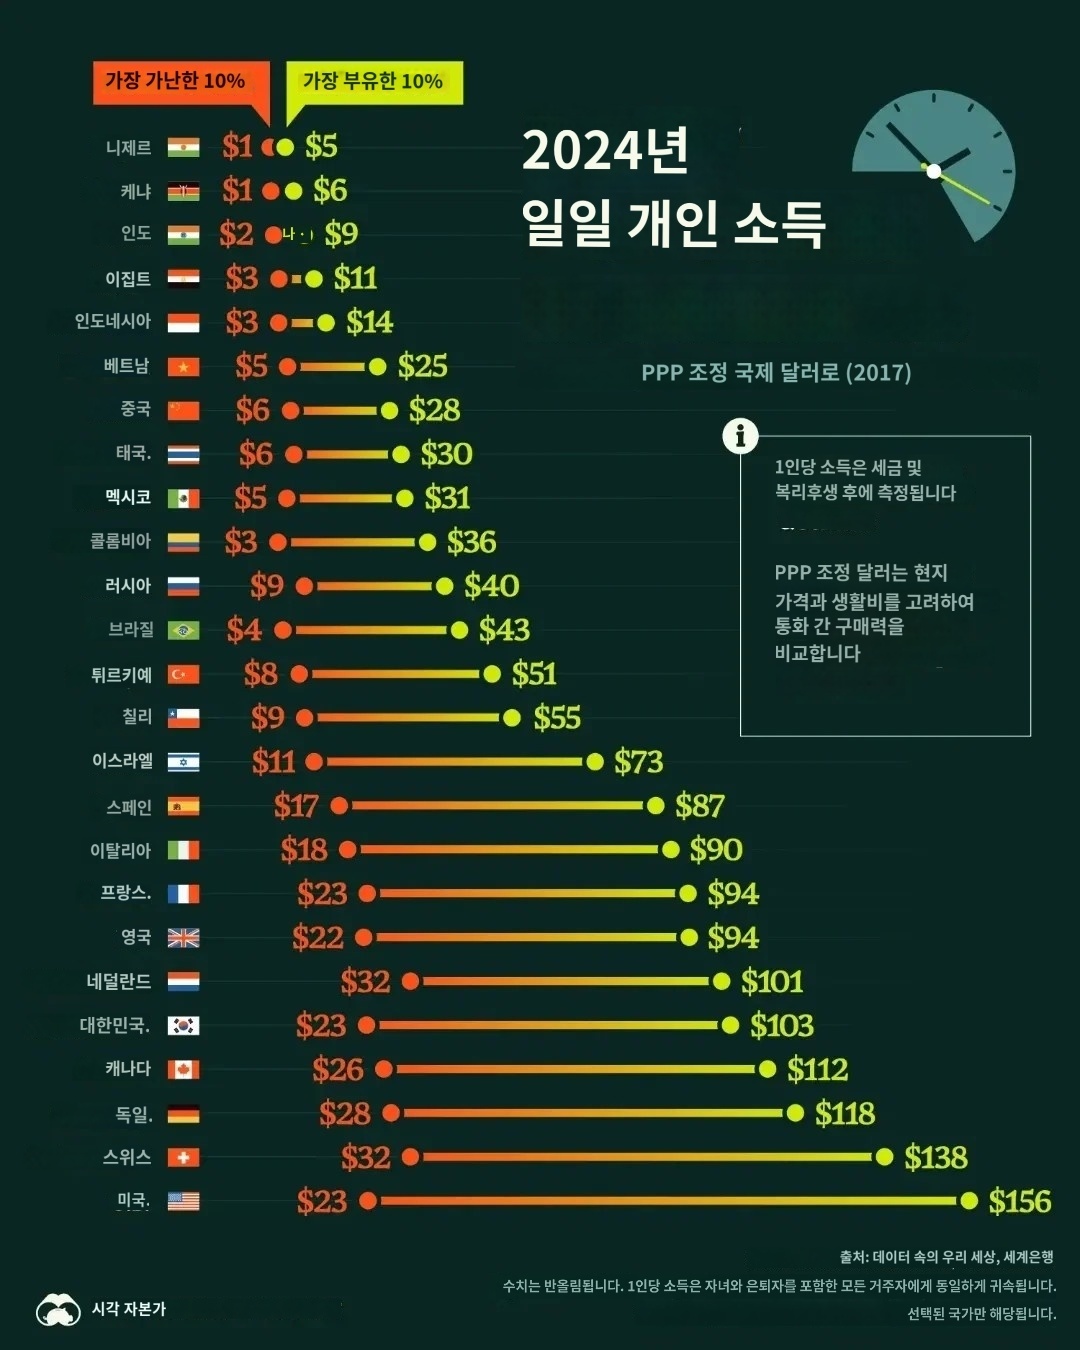 가장 가난한 10%
가장 부유한 10%
2024년
일일 개인 소득
PPP 조정 국제 달러로 (2017)
i
1인당 소득은 세금 및
복리후생 후에 측정됩니다
PPP 조정 달러는 현지
가격과 생활비를 고려하여
통화 간 구매력을
비교합니다
니제르 $1 $5
케냐 $1 $6
인도 $2 나 $9
이집트 $3 $11
인도네시아 $3 $14
베트남 $5 $25
중국 $6 $28
태국. $6 $30
멕시코 $5 $31
콜롬비아 $3 $36
러시아 $9 $40
브라질 $4 $43
튀르키예 $8 $51
칠리 $9 $55
이스라엘 $11 $73
스페인 $17 $87
이탈리아 $18 $90
프랑스. $23 $94
영국 $22 $94
네덜란드 $32 $101
대한민국. $23 $103
캐나다 $26 $112
독일. $28 $118
스위스 $32 $138
미국. $23 $156
출처: 데이터 속의 우리 세상, 세계은행
수치는 반올림됩니다. 1인당 소득은 자녀와 은퇴자를 포함한 모든 거주자에게 동일하게 귀속됩니다.
선택된 국가만 해당됩니다.
시각 자본가